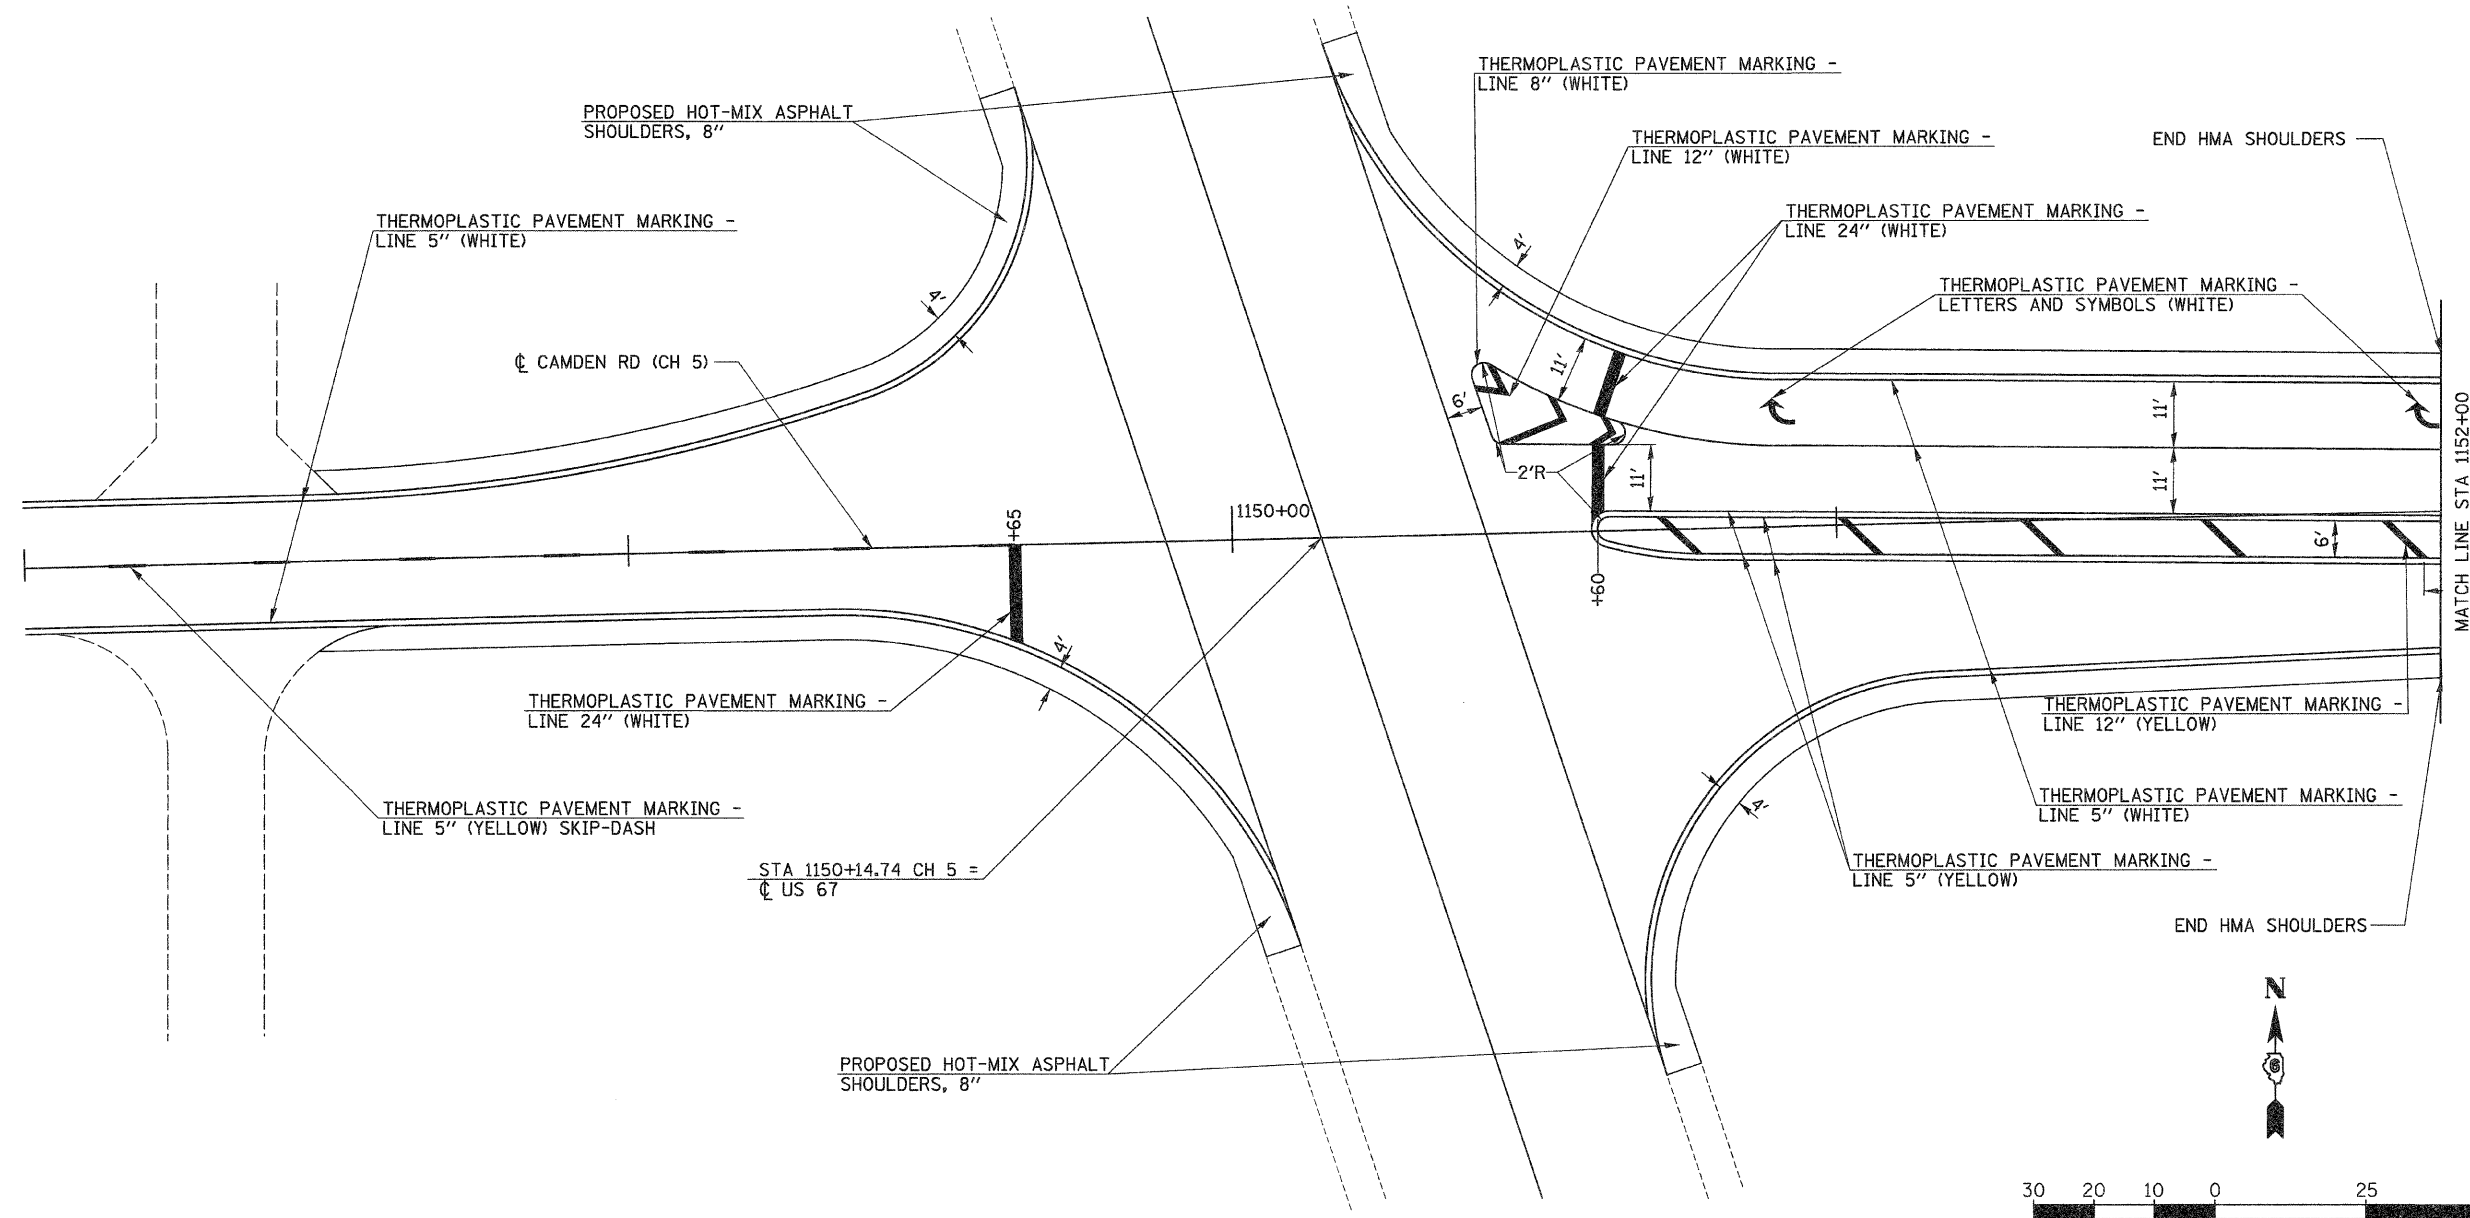 THERMOPLASTIC PAVEMENT MARKING -
LINE 8" (WHITE)
PROPOSED HOT-MIX ASPHALT
SHOULDERS, 8"
THERMOPLASTIC PAVEMENT MARKING -
LINE 12" (WHITE)
END HMA SHOULDERS
THERMOPLASTIC PAVEMENT MARKING -
LINE 5" (WHITE)
THERMOPLASTIC PAVEMENT MARKING -
LINE 24" (WHITE)
4'
4'
THERMOPLASTIC PAVEMENT MARKING -
LETTERS AND SYMBOLS (WHITE)
℄ CAMDEN RD (CH 5)
11'
6'
11'
2'R
11'
11'
MATCH LINE STA 1152+00
+65
1150+00
6'
+60
4'
THERMOPLASTIC PAVEMENT MARKING -
LINE 24" (WHITE)
THERMOPLASTIC PAVEMENT MARKING -
LINE 12" (YELLOW)
THERMOPLASTIC PAVEMENT MARKING -
LINE 5" (YELLOW) SKIP-DASH
4'
THERMOPLASTIC PAVEMENT MARKING -
LINE 5" (WHITE)
STA 1150+14.74 CH 5 =
℄ US 67
THERMOPLASTIC PAVEMENT MARKING -
LINE 5" (YELLOW)
END HMA SHOULDERS
N
6
PROPOSED HOT-MIX ASPHALT
SHOULDERS, 8"
30 20 10 0 25